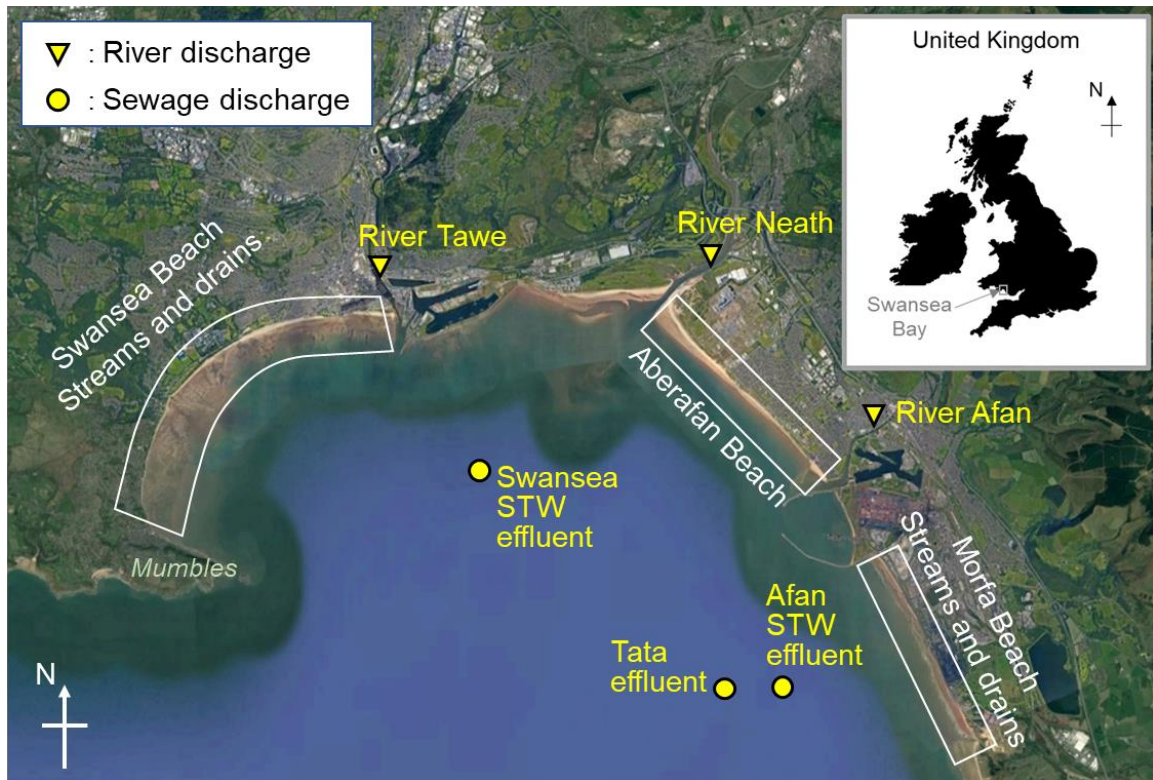 : River discharge
: Sewage discharge
United Kingdom
N
Swansea
Bay
River Tawe
River Neath
Swansea Beach
Streams and drains
Aberafan Beach
River Afan
Swansea
STW
effluent
Mumbles
Morfa Beach
Streams and drains
Afan
STW
effluent
Tata
effluent
N